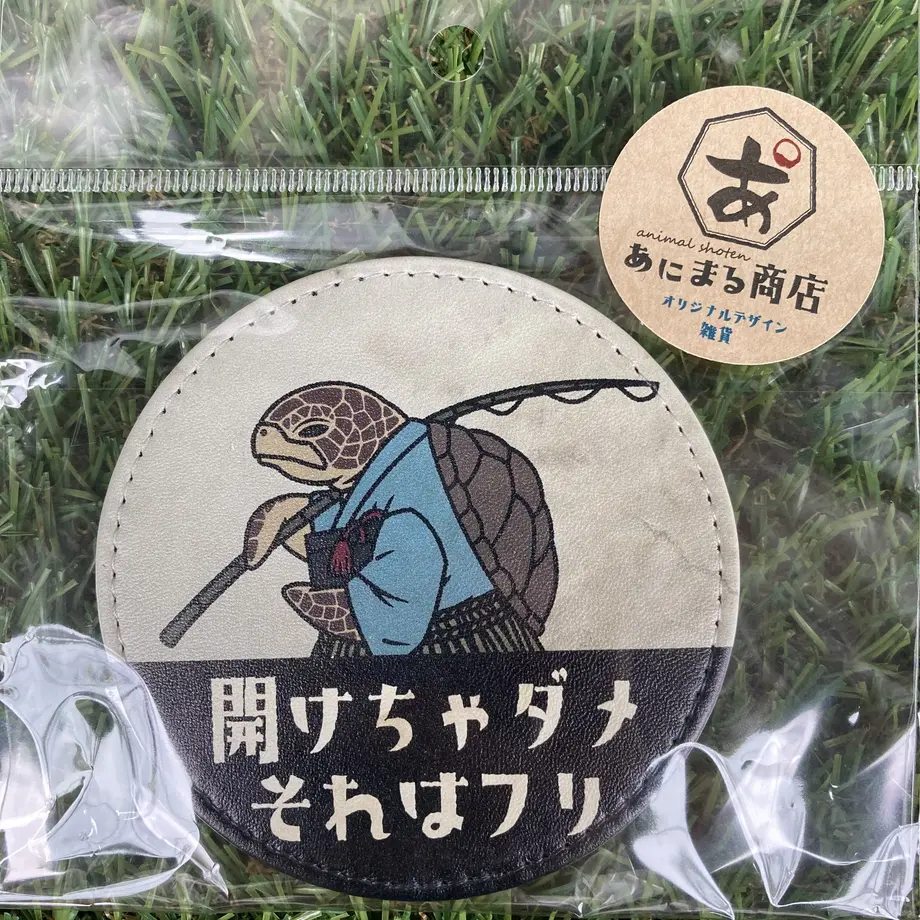 あ
animal shoten
あにまる商店
オリジナルデザイン
雑貨
開けちゃダメ
それはフリ